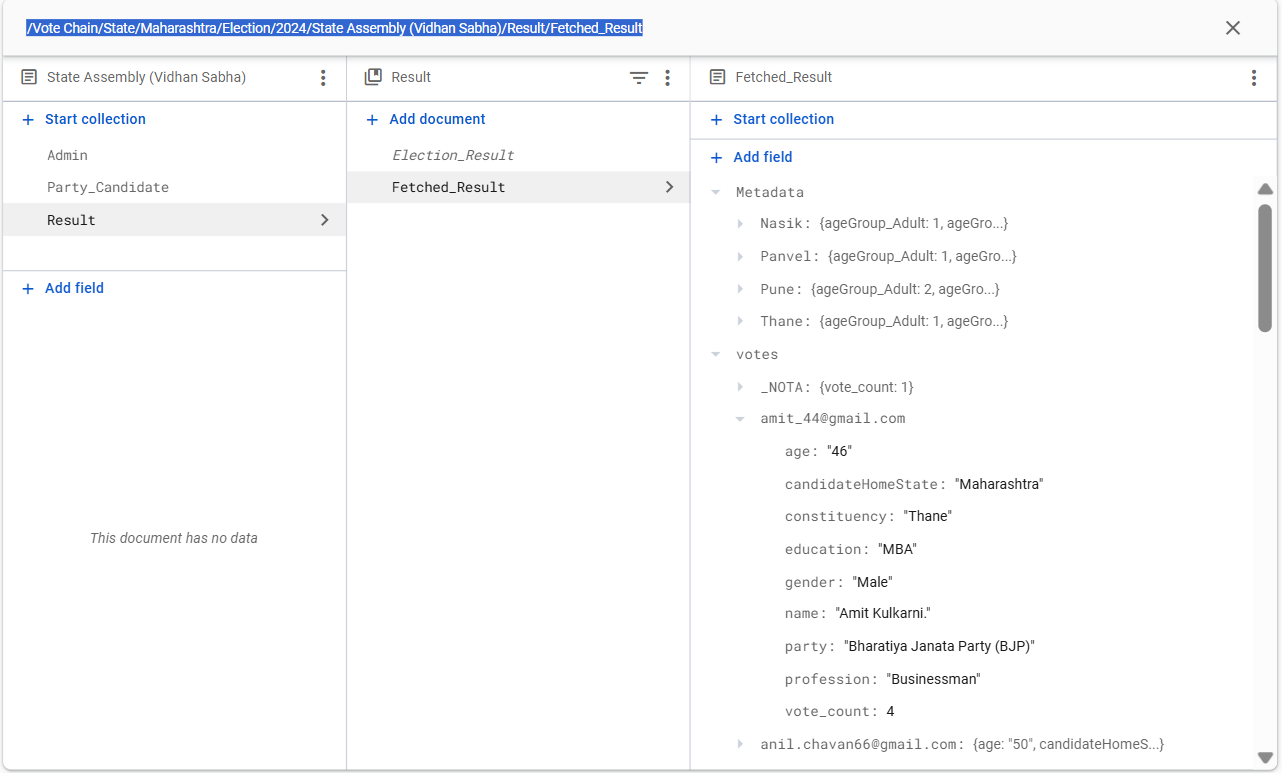 /Vote Chain/State/Maharashtra/Election/2024/State Assembly (Vidhan Sabha)/Result/Fetched_Result
State Assembly (Vidhan Sabha)
Start collection
Admin
Party_Candidate
Result
Add field
This document has no data
Result
Add document
Election_Result
Fetched_Result
Fetched_Result
Start collection
Add field
Metadata
Nasik: {ageGroup_Adult: 1, ageGro...}
Panvel: {ageGroup_Adult: 1, ageGro...}
Pune: {ageGroup_Adult: 2, ageGro...}
Thane: {ageGroup_Adult: 1, ageGro...}
votes
_NOTA: {vote_count: 1}
amit_44@gmail.com
age: "46"
candidateHomeState: "Maharashtra"
constituency: "Thane"
education: "MBA"
gender: "Male"
name: "Amit Kulkarni."
party: "Bharatiya Janata Party (BJP)"
profession: "Businessman"
vote_count: 4
anil.chavan66@gmail.com: {age: "50", candidateHomeS...}